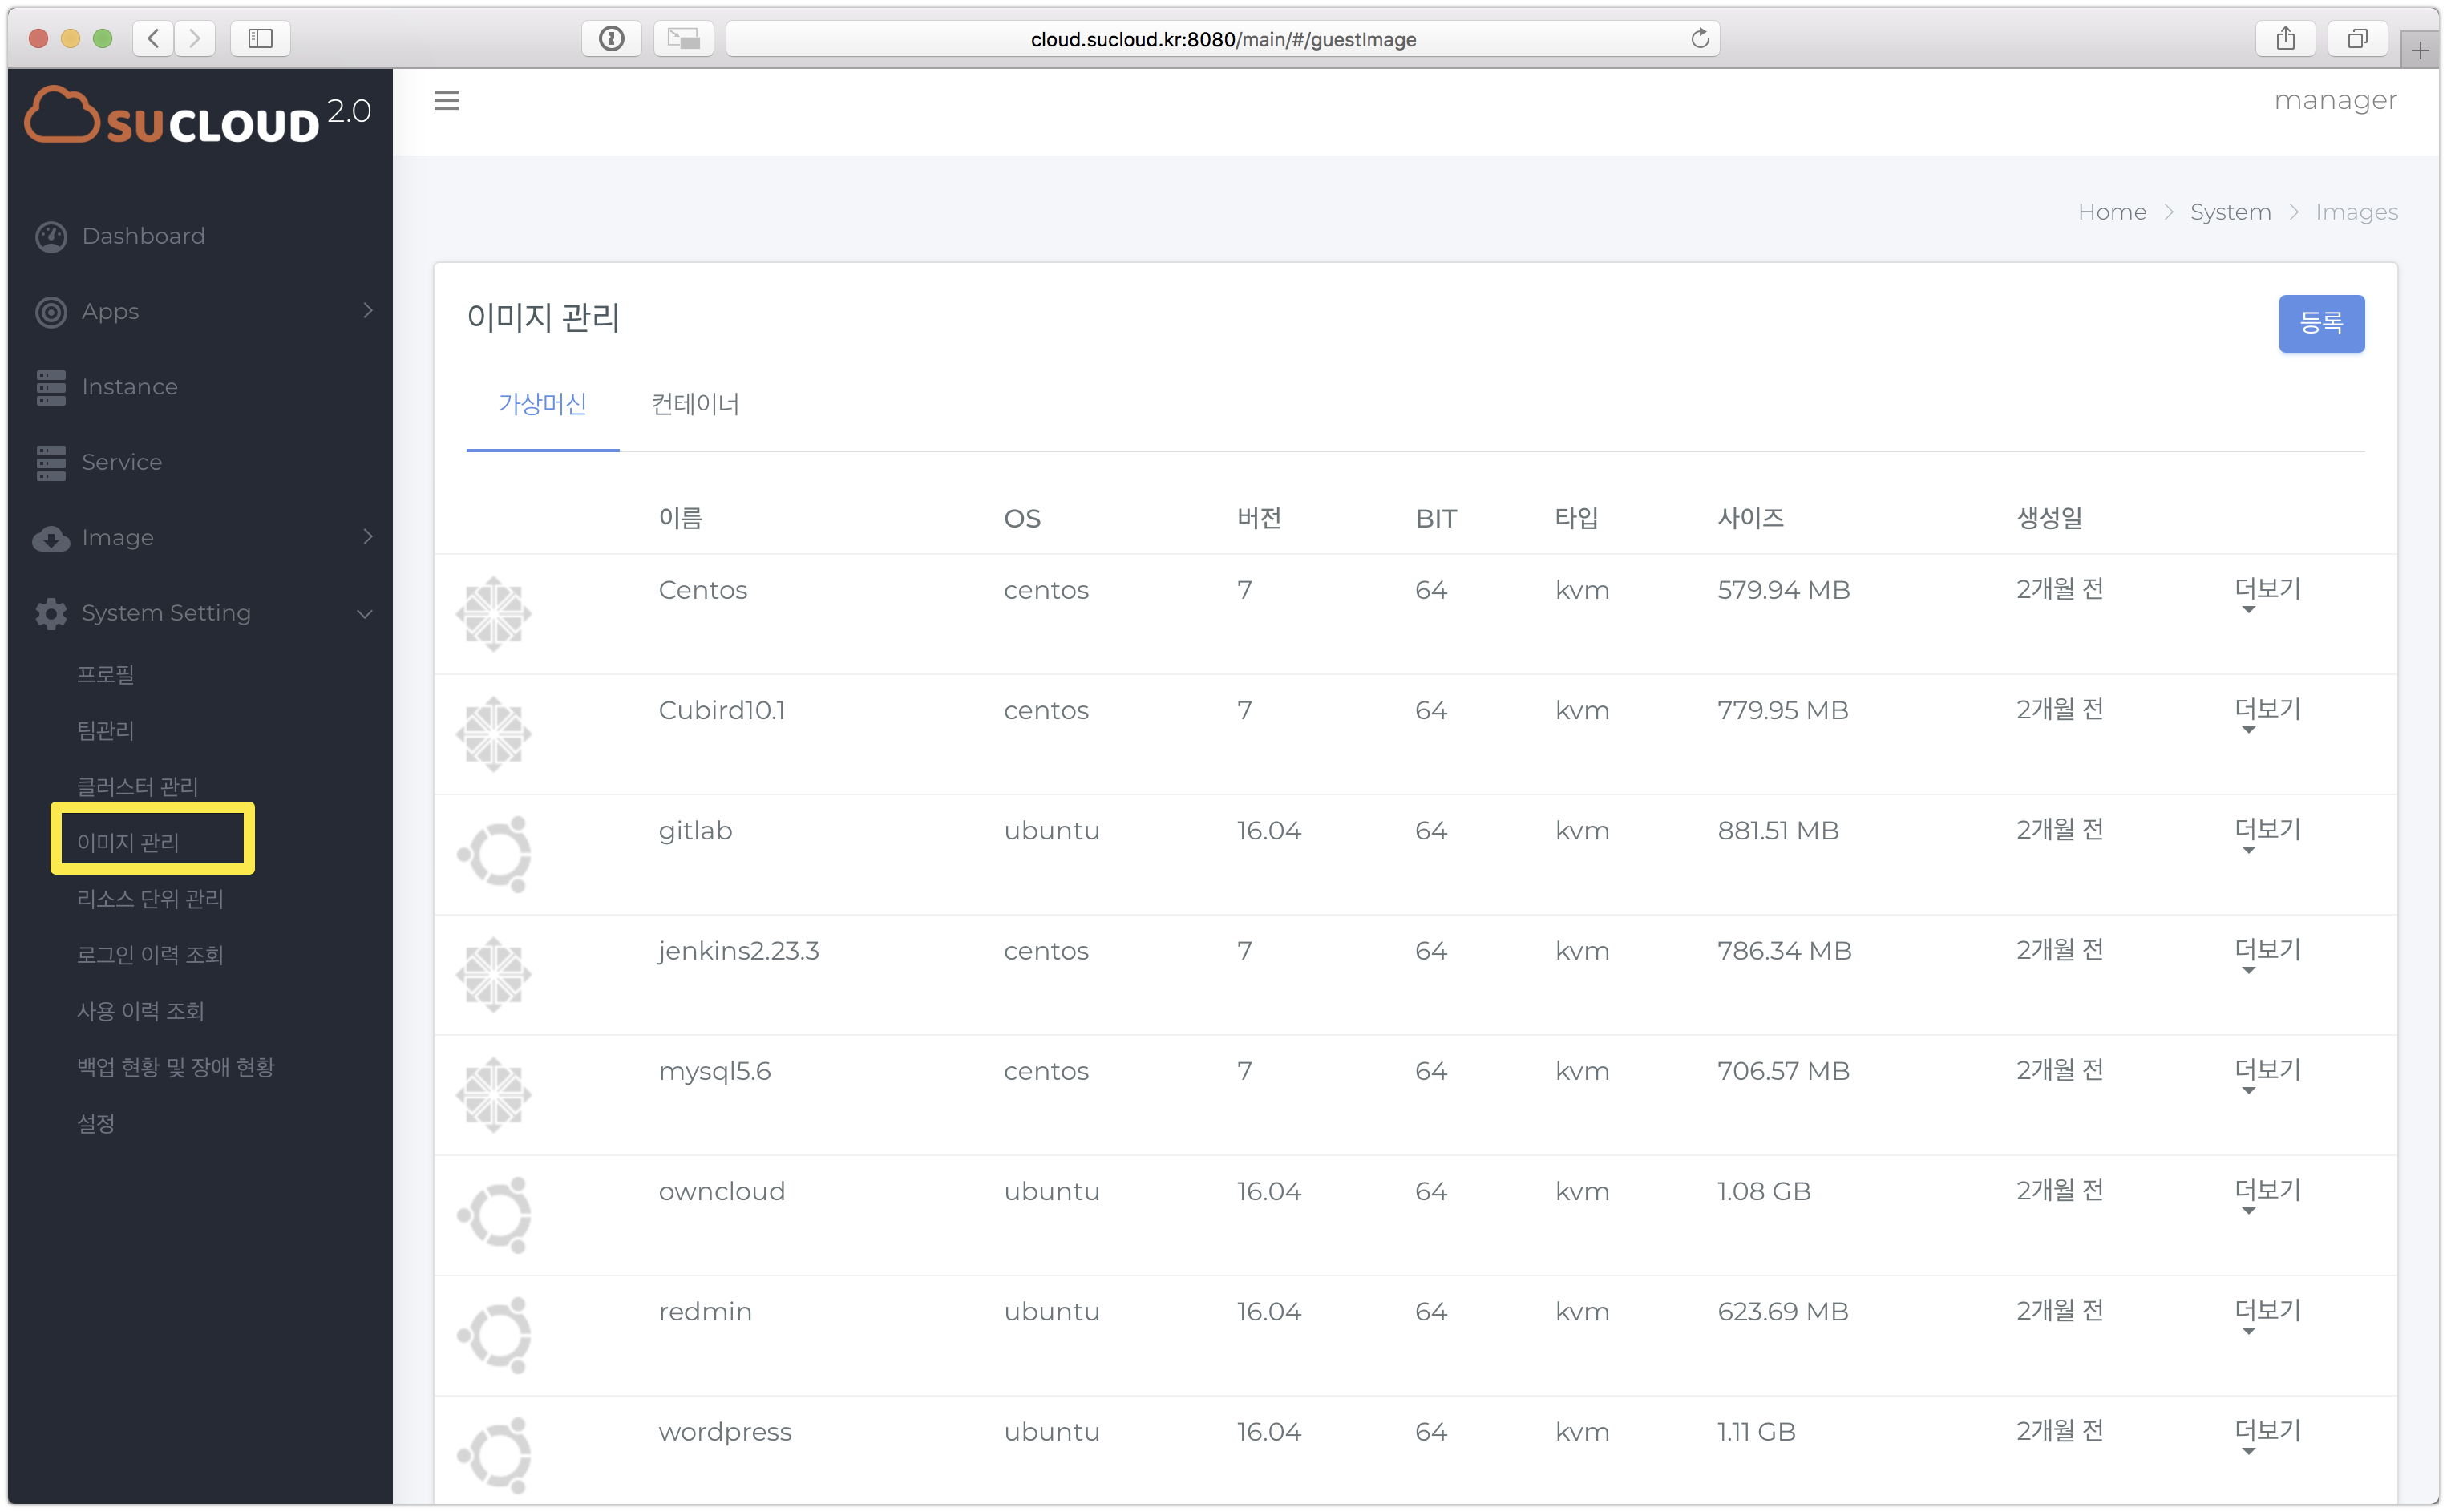 cloud.sucloud.kr:8080/main/#/guestImage
SUCLOUD 2.0
manager
Home > System > Images
Dashboard
Apps
Instance
Service
Image
System Setting
프로필
팀관리
클러스터 관리
이미지 관리
리소스 단위 관리
로그인 이력 조회
사용 이력 조회
백업 현황 및 장애 현황
설정
이미지 관리
등록
가상머신 컨테이너
이름 OS 버전 BIT 타입 사이즈 생성일
Centos centos 7 64 kvm 579.94 MB 2개월 전 더보기
Cubird10.1 centos 7 64 kvm 779.95 MB 2개월 전 더보기
gitlab ubuntu 16.04 64 kvm 881.51 MB 2개월 전 더보기
jenkins2.23.3 centos 7 64 kvm 786.34 MB 2개월 전 더보기
mysql5.6 centos 7 64 kvm 706.57 MB 2개월 전 더보기
owncloud ubuntu 16.04 64 kvm 1.08 GB 2개월 전 더보기
redmin ubuntu 16.04 64 kvm 623.69 MB 2개월 전 더보기
wordpress ubuntu 16.04 64 kvm 1.11 GB 2개월 전 더보기